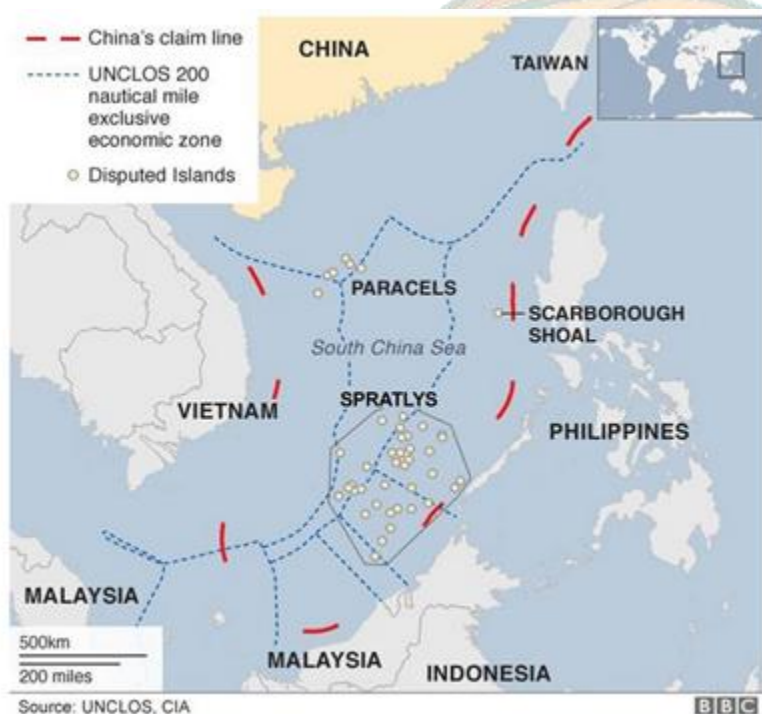 China's claim line
UNCLOS 200
nautical mile
exclusive
economic zone
Disputed Islands
CHINA
TAIWAN
PARACELS
SCARBOROUGH
SHOAL
South China Sea
SPRATLYS
VIETNAM
PHILIPPINES
MALAYSIA
500km
200 miles
MALAYSIA
INDONESIA
Source: UNCLOS, CIA
BBC